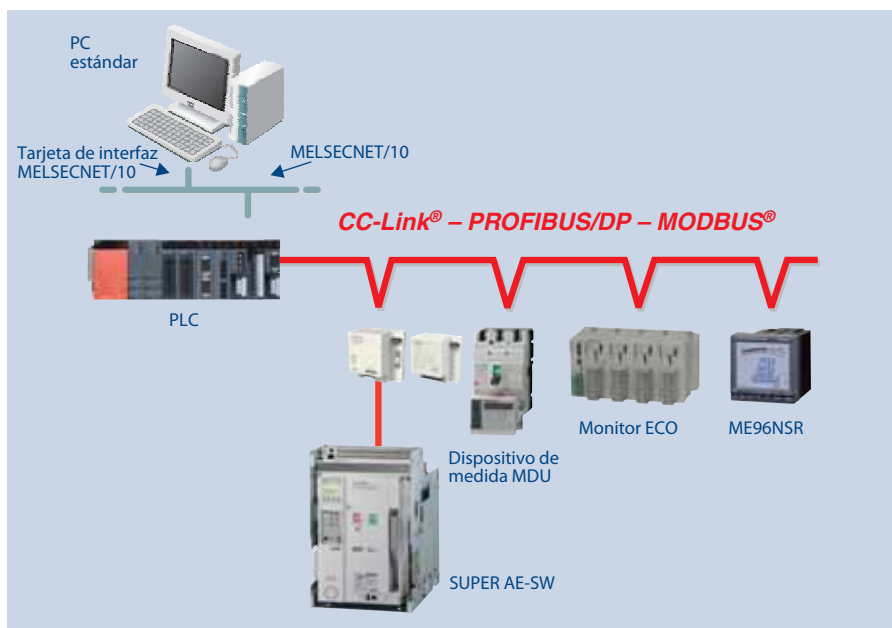 PC
estándar
Tarjeta de interfaz
MELSECNET/10
MELSECNET/10
CC-Link® – PROFIBUS/DP – MODBUS®
PLC
Dispositivo de
medida MDU
Monitor ECO
ME96NSR
SUPER AE-SW